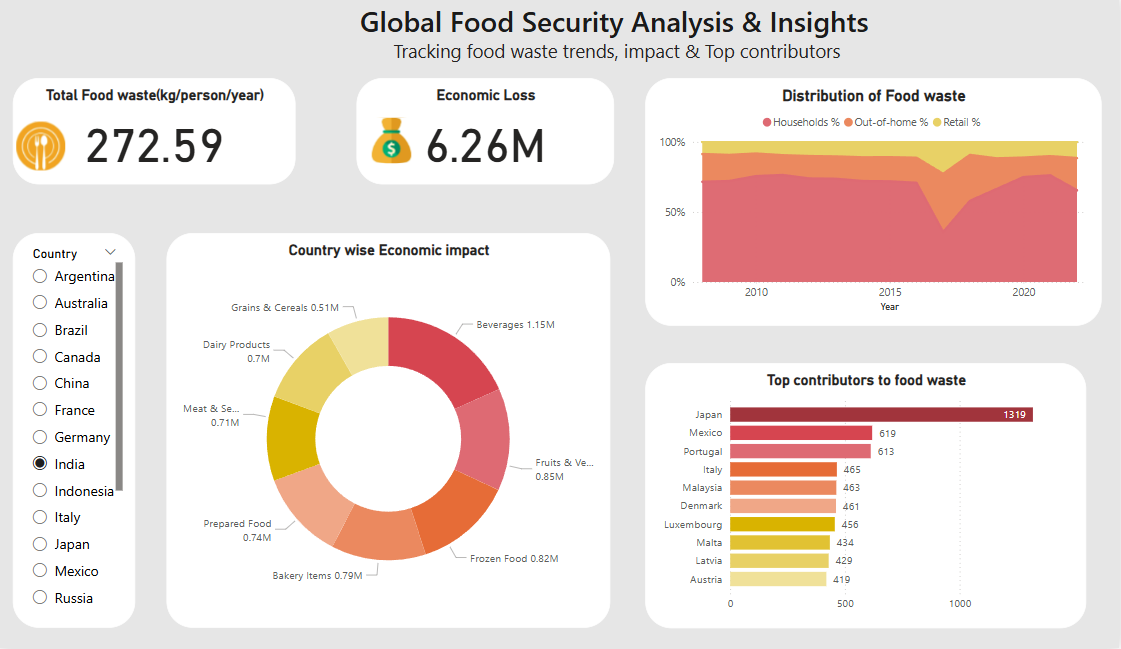 Global Food Security Analysis & Insights
Tracking food waste trends, impact & Top contributors
Total Food waste(kg/person/year)
272.59
Economic Loss
$
6.26M
Distribution of Food waste
Households % Out-of-home % Retail %
100%
50%
0%
2010 2015 2020
Year
Country
Argentina
Australia
Brazil
Canada
China
France
Germany
India
Indonesia
Italy
Japan
Mexico
Russia
Country wise Economic impact
Grains & Cereals 0.51M
Beverages 1.15M
Dairy Products
0.7M
Meat & Se...
0.71M
Fruits & Ve...
0.85M
Prepared Food
0.74M
Frozen Food 0.82M
Bakery Items 0.79M
Top contributors to food waste
Japan 1319
Mexico 619
Portugal 613
Italy 465
Malaysia 463
Denmark 461
Luxembourg 456
Malta 434
Latvia 429
Austria 419
0 500 1000